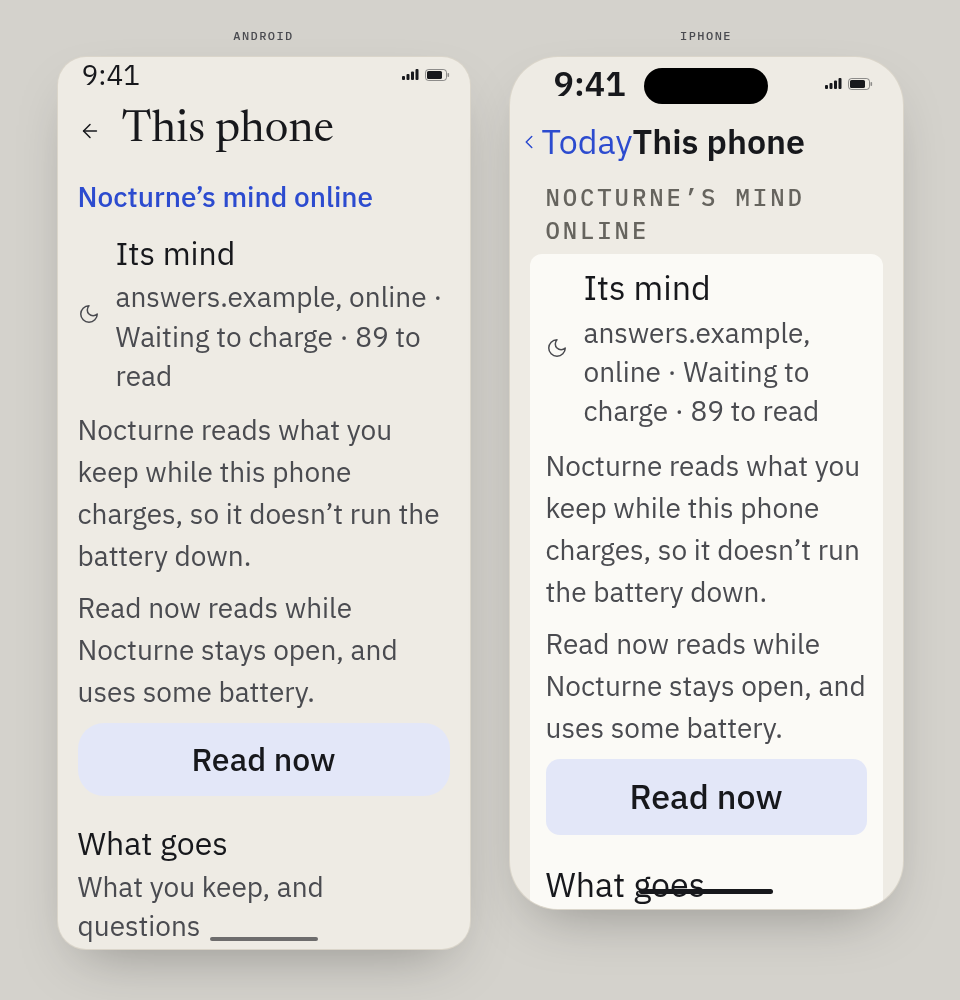 ANDROID
9:41
This phone
Nocturne’s mind online
Its mind
answers.example, online ·
Waiting to charge · 89 to
read
Nocturne reads what you
keep while this phone
charges, so it doesn’t run the
battery down.
Read now reads while
Nocturne stays open, and
uses some battery.
Read now
What goes
What you keep, and
questions
IPHONE
9:41
Today This phone
NOCTURNE’S MIND
ONLINE
Its mind
answers.example,
online · Waiting to
charge · 89 to read
Nocturne reads what you
keep while this phone
charges, so it doesn’t run
the battery down.
Read now reads while
Nocturne stays open, and
uses some battery.
Read now
What goes